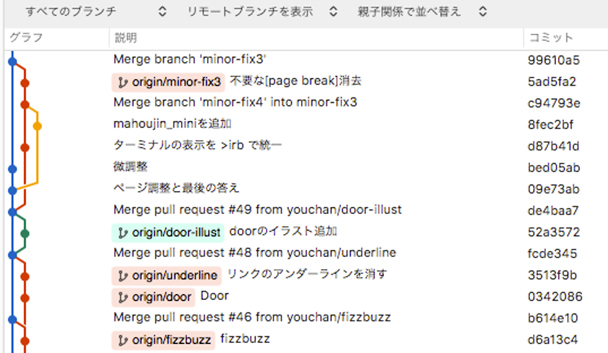 すべてのブランチ リモートブランチを表示 親子関係で並べ替え
グラフ 説明 コミット
Merge branch 'minor-fix3' 99610a5
origin/minor-fix3 不要な[page break]消去 5ad5fa2
Merge branch 'minor-fix4' into minor-fix3 c94793e
mahoujin_miniを追加 8fec2bf
ターミナルの表示を >irb で統一 d87b41d
微調整 bed05ab
ページ調整と最後の答え 09e73ab
Merge pull request #49 from youchan/door-illust de4baa7
origin/door-illust doorのイラスト追加 52a3572
Merge pull request #48 from youchan/underline fcde345
origin/underline リンクのアンダーラインを消す 3513f9b
origin/door Door 0342086
Merge pull request #46 from youchan/fizzbuzz b614e10
origin/fizzbuzz fizzbuzz d6a13c4